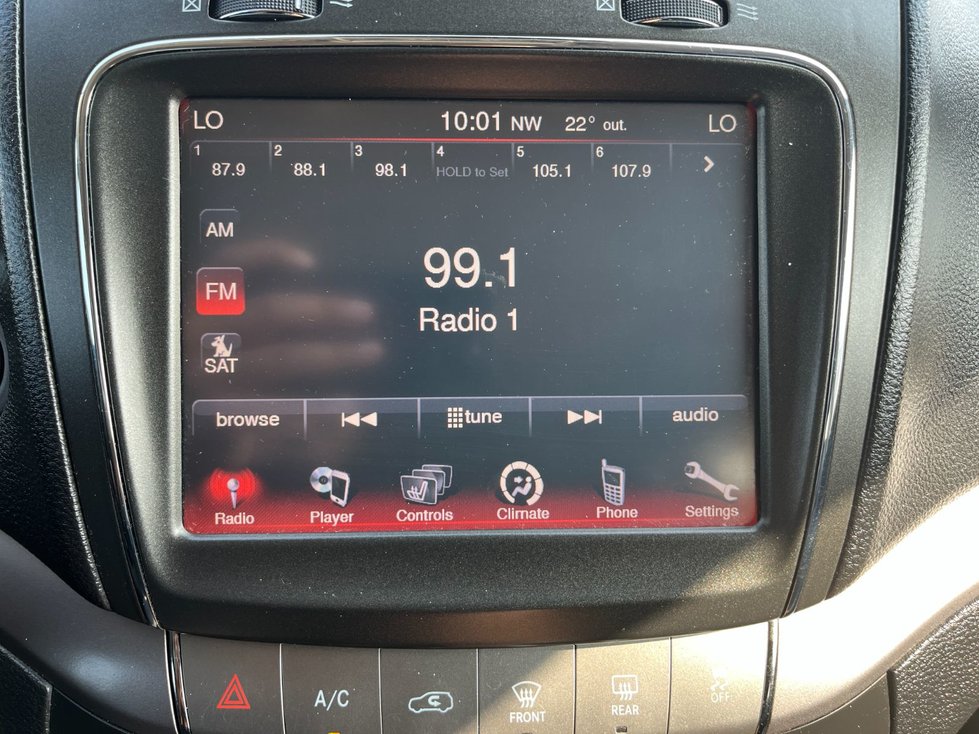 LO 10:01 NW 22° out. LO
1 2 3 4 5 6
87.9 88.1 98.1 HOLD to Set 105.1 107.9
AM
99.1
FM
Radio 1
SAT
browse tune audio
Radio Player Controls Climate Phone Settings
A/C FRONT REAR OFF